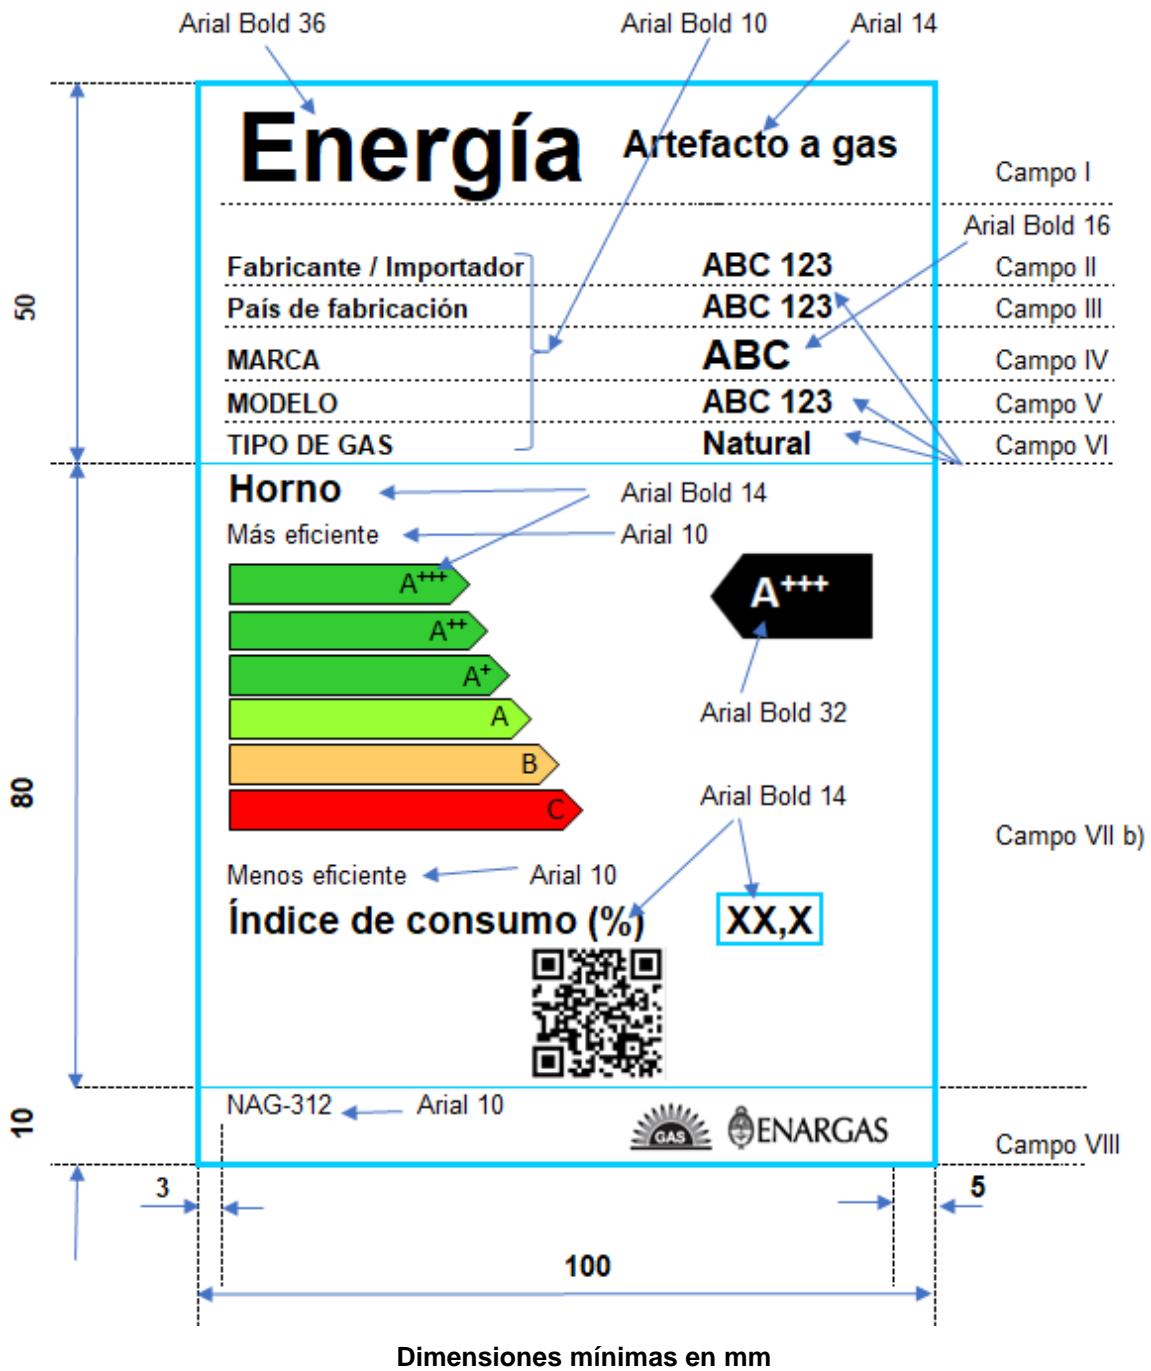 Arial Bold 36 Arial Bold 10 Arial 14
Energía Artefacto a gas
Campo I
Arial Bold 16
Fabricante / Importador ABC 123 Campo II
País de fabricación ABC 123 Campo III
50
MARCA ABC Campo IV
MODELO ABC 123 Campo V
TIPO DE GAS Natural Campo VI
Horno Arial Bold 14
Más eficiente Arial 10
A+++ A+++
A++
A+
A Arial Bold 32
B
C Arial Bold 14
80
Campo VII b)
Menos eficiente Arial 10
Índice de consumo (%) XX,X
NAG-312 Arial 10
10
GAS ENARGAS
Campo VIII
3 5
100
Dimensiones mínimas en mm